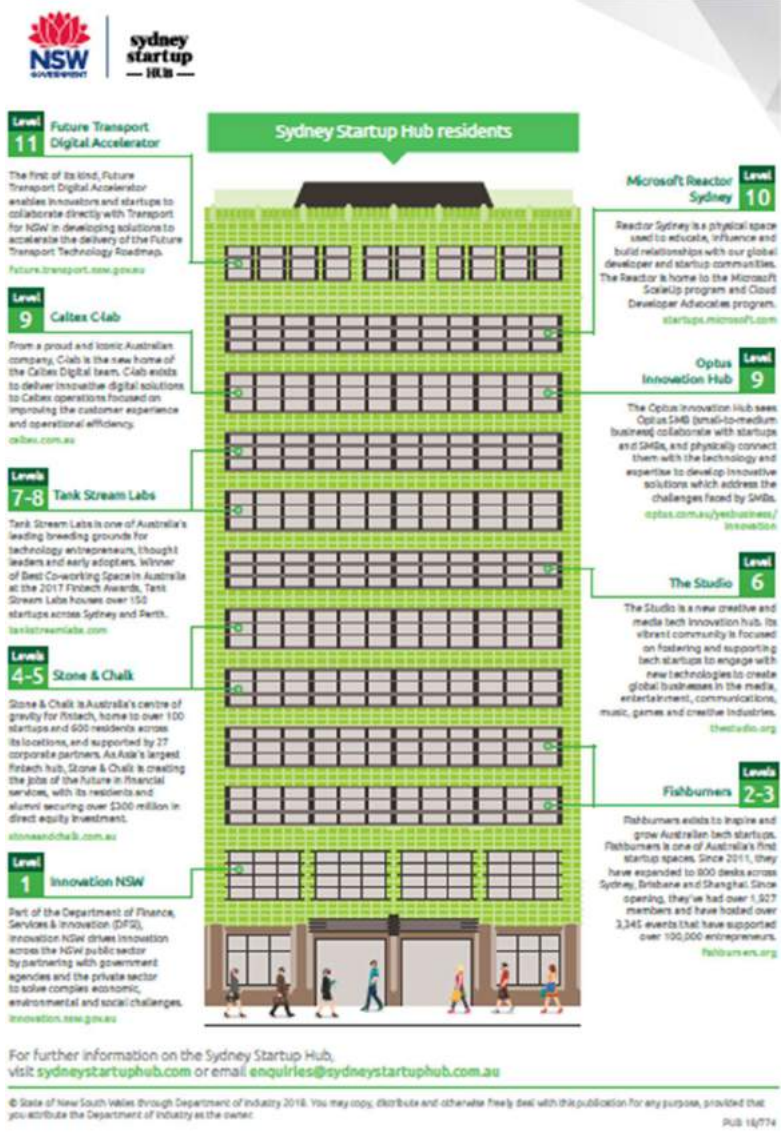 NSW
GOVERNMENT
sydney
startup
HUB
Sydney Startup Hub residents
Level
11
Future Transport
Digital Accelerator
The first of its kind, Future
Transport Digital Accelerator
enables innovators and startups to
collaborate directly with Transport
for NSW in developing solutions to
accelerate the delivery of the Future
Transport Technology Roadmap.
future.transport.nsw.gov.au
Level
9
Caltex C-lab
From a proud and iconic Australian
company, C-lab is the new home of
the Caltex Digital team. C-lab exists
to deliver innovative digital solutions
to Caltex operations focused on
improving the customer experience
and operational efficiency.
caltex.com.au
Levels
7-8
Tank Stream Labs
Tank Stream Labs is one of Australia's
leading breeding grounds for
technology entrepreneurs, thought
leaders and early adopters. Winner
of Best Co-working Space in Australia
at the 2017 Fintech Awards, Tank
Stream Labs houses over 150
startups across Sydney and Perth.
tankstreamlabs.com
Levels
4-5
Stone & Chalk
Stone & Chalk is Australia's centre of
gravity for fintech, home to over 100
startups and 600 residents across
its locations, and supported by 27
corporate partners. As Asia's largest
fintech hub, Stone & Chalk is creating
the jobs of the future in financial
services, with its residents and
alumni securing over $300 million in
direct equity investment.
stoneandchalk.com.au
Level
1
Innovation NSW
Part of the Department of Finance,
Services & Innovation (DFSI),
Innovation NSW drives innovation
across the NSW public sector
by partnering with government
agencies and the private sector
to solve complex economic,
environmental and social challenges.
innovation.nsw.gov.au
Microsoft Reactor
Sydney
Level
10
Reactor Sydney is a physical space
used to educate, influence and
build relationships with our global
developer and startup communities.
The Reactor is home to the Microsoft
ScaleUp program and Cloud
Developer Advocates program.
startups.microsoft.com
Optus
Innovation Hub
Level
9
The Optus Innovation Hub sees
Optus SMB (small-to-medium
business) collaborate with startups
and SMBs, and physically connect
them with the technology and
expertise to develop innovative
solutions which address the
challenges faced by SMBs.
optus.com.au/yesbusiness/
innovation
The Studio
Level
6
The Studio is a new creative and
media tech innovation hub. Its
vibrant community is focused
on fostering and supporting
tech startups to engage with
new technologies to create
global businesses in the media,
entertainment, communications,
music, games and creative industries.
thestudio.org
Fishburners
Levels
2-3
Fishburners exists to inspire and
grow Australian tech startups.
Fishburners is one of Australia's first
startup spaces. Since 2011, they
have expanded to 800 desks across
Sydney, Brisbane and Shanghai. Since
opening, they've had over 1,927
members and have hosted over
3,345 events that have supported
over 100,000 entrepreneurs.
fishburners.org
For further information on the Sydney Startup Hub,
visit sydneystartuphub.com or email enquiries@sydneystartuphub.com.au
© State of New South Wales through Department of Industry 2018. You may copy, distribute and otherwise freely deal with this publication for any purpose, provided that
you attribute the Department of Industry as the owner.
PUB 18/774